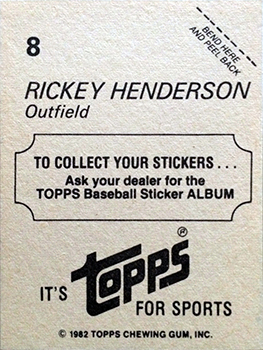 8
BEND HERE
AND PEEL BACK
RICKEY HENDERSON
Outfield
TO COLLECT YOUR STICKERS . . .
Ask your dealer for the
TOPPS Baseball Sticker ALBUM
IT'S topps®
FOR SPORTS
© 1982 TOPPS CHEWING GUM, INC.